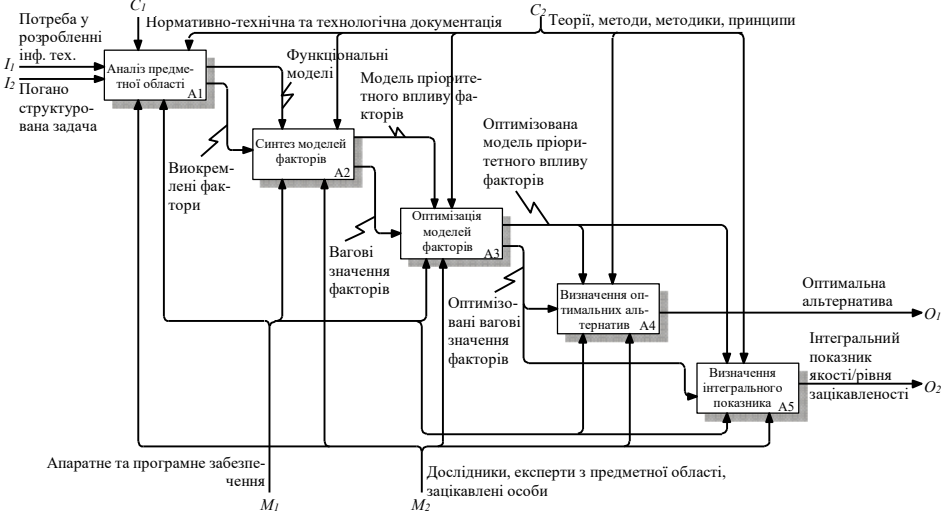 C1
C2
Потреба у
розробленні
інф. тех.
Нормативно-технічна та технологічна документація
Теорії, методи, методики, принципи
I1
I2
Погано
структуро-
вана задача
Аналіз предме-
тної області
A1
Функціональні
моделі
Модель пріорите-
тного впливу фа-
кторів
Виокрем-
лені фак-
тори
Синтез моделей
факторів
A2
Оптимізована
модель пріори-
тетного впливу
факторів
Вагові
значення
факторів
Оптимізація
моделей
факторів
A3
Оптимізо-
вані вагові
значення
факторів
Визначення оп-
тимальних аль-
тернатив
A4
Оптимальна
альтернатива
O1
Визначення
інтегрального
показника
A5
Інтегральний
показник
якості/рівня
зацікавленості
O2
Апаратне та програмне забезпе-
чення
M1
Дослідники, експерти з предметної області,
зацікавлені особи
M2